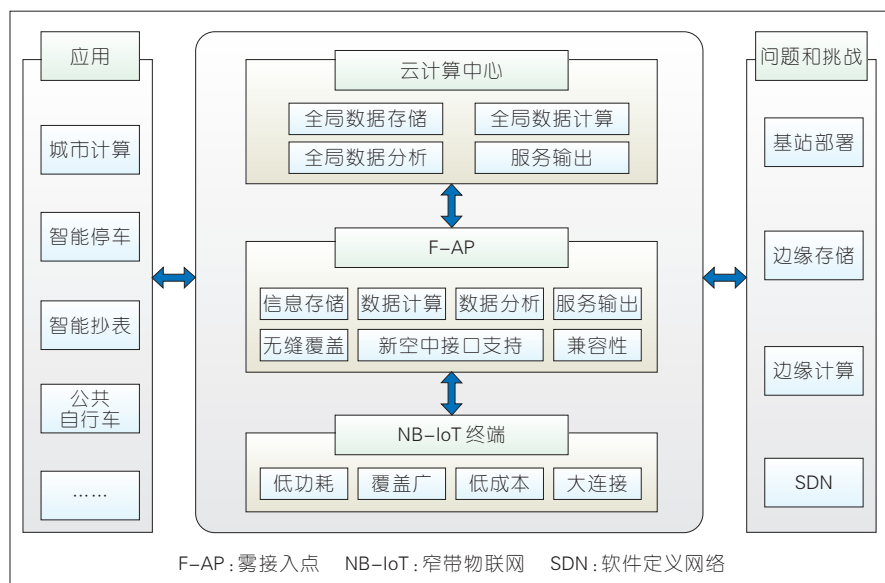 应用
城市计算
智能停车
智能抄表
公共
自行车
……
云计算中心
全局数据存储
全局数据计算
全局数据分析
服务输出
F-AP
信息存储
数据计算
数据分析
服务输出
无缝覆盖
新空中接口支持
兼容性
NB-IoT 终端
低功耗
覆盖广
低成本
大连接
问题和挑战
基站部署
边缘存储
边缘计算
SDN
F-AP：雾接入点 NB-IoT：窄带物联网 SDN：软件定义网络